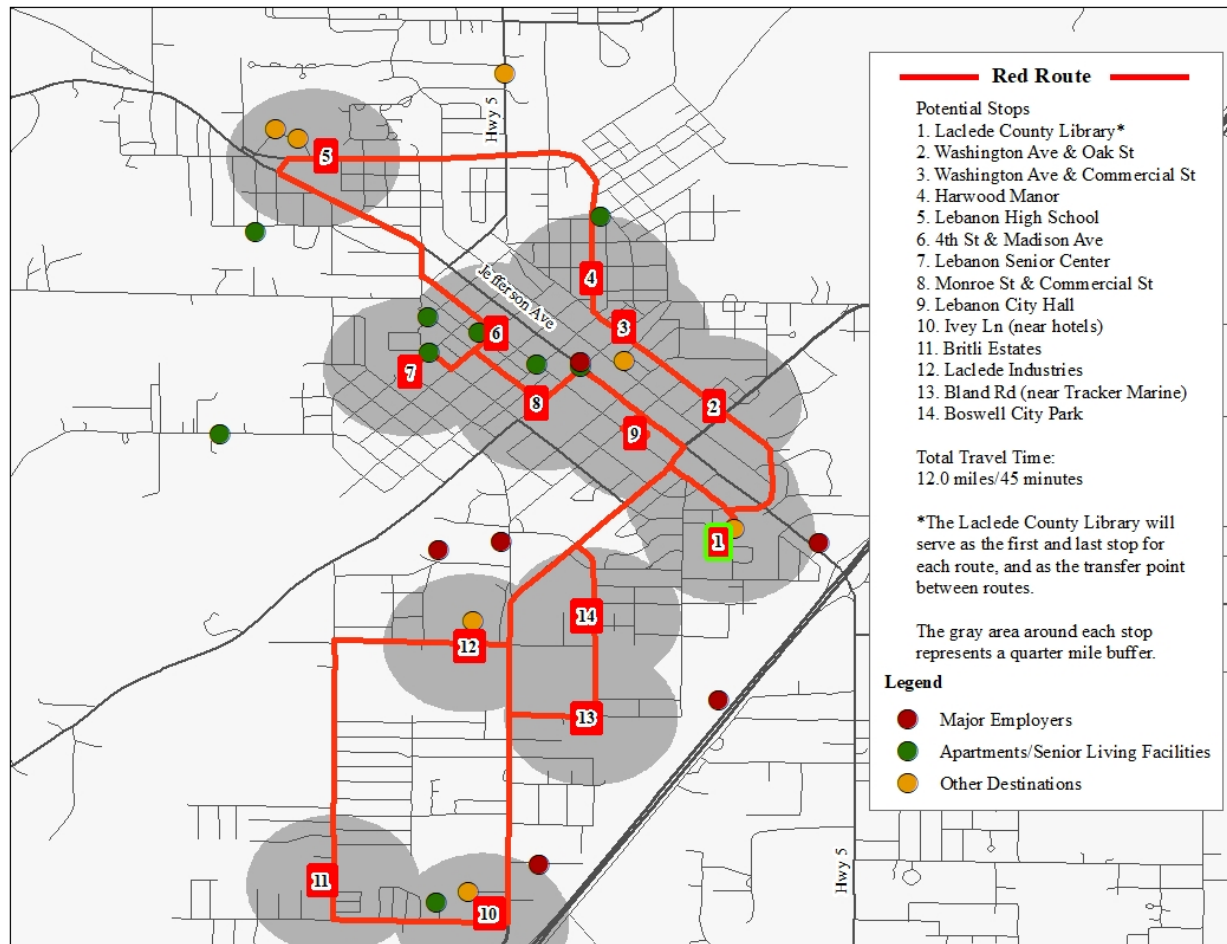 Red Route
Potential Stops
1. Laclede County Library*
2. Washington Ave & Oak St
3. Washington Ave & Commercial St
4. Harwood Manor
5. Lebanon High School
6. 4th St & Madison Ave
7. Lebanon Senior Center
8. Monroe St & Commercial St
9. Lebanon City Hall
10. Ivey Ln (near hotels)
11. Britli Estates
12. Laclede Industries
13. Bland Rd (near Tracker Marine)
14. Boswell City Park
Total Travel Time:
12.0 miles/45 minutes
*The Laclede County Library will
serve as the first and last stop for
each route, and as the transfer point
between routes.
The gray area around each stop
represents a quarter mile buffer.
Legend
Major Employers
Apartments/Senior Living Facilities
Other Destinations
Hwy 5
5
4
Jefferson Ave
3
6
7
8
2
9
1
14
12
13
11
10
Hwy 5